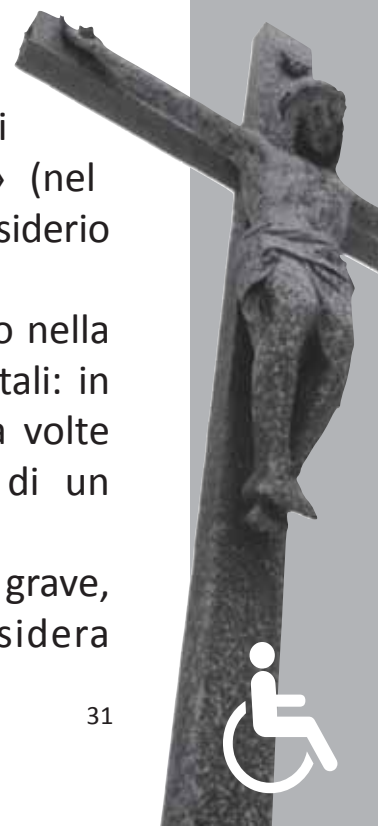 i
» (nel
siderio
o nella
tali: in
a volte
di un
grave,
sidera
31